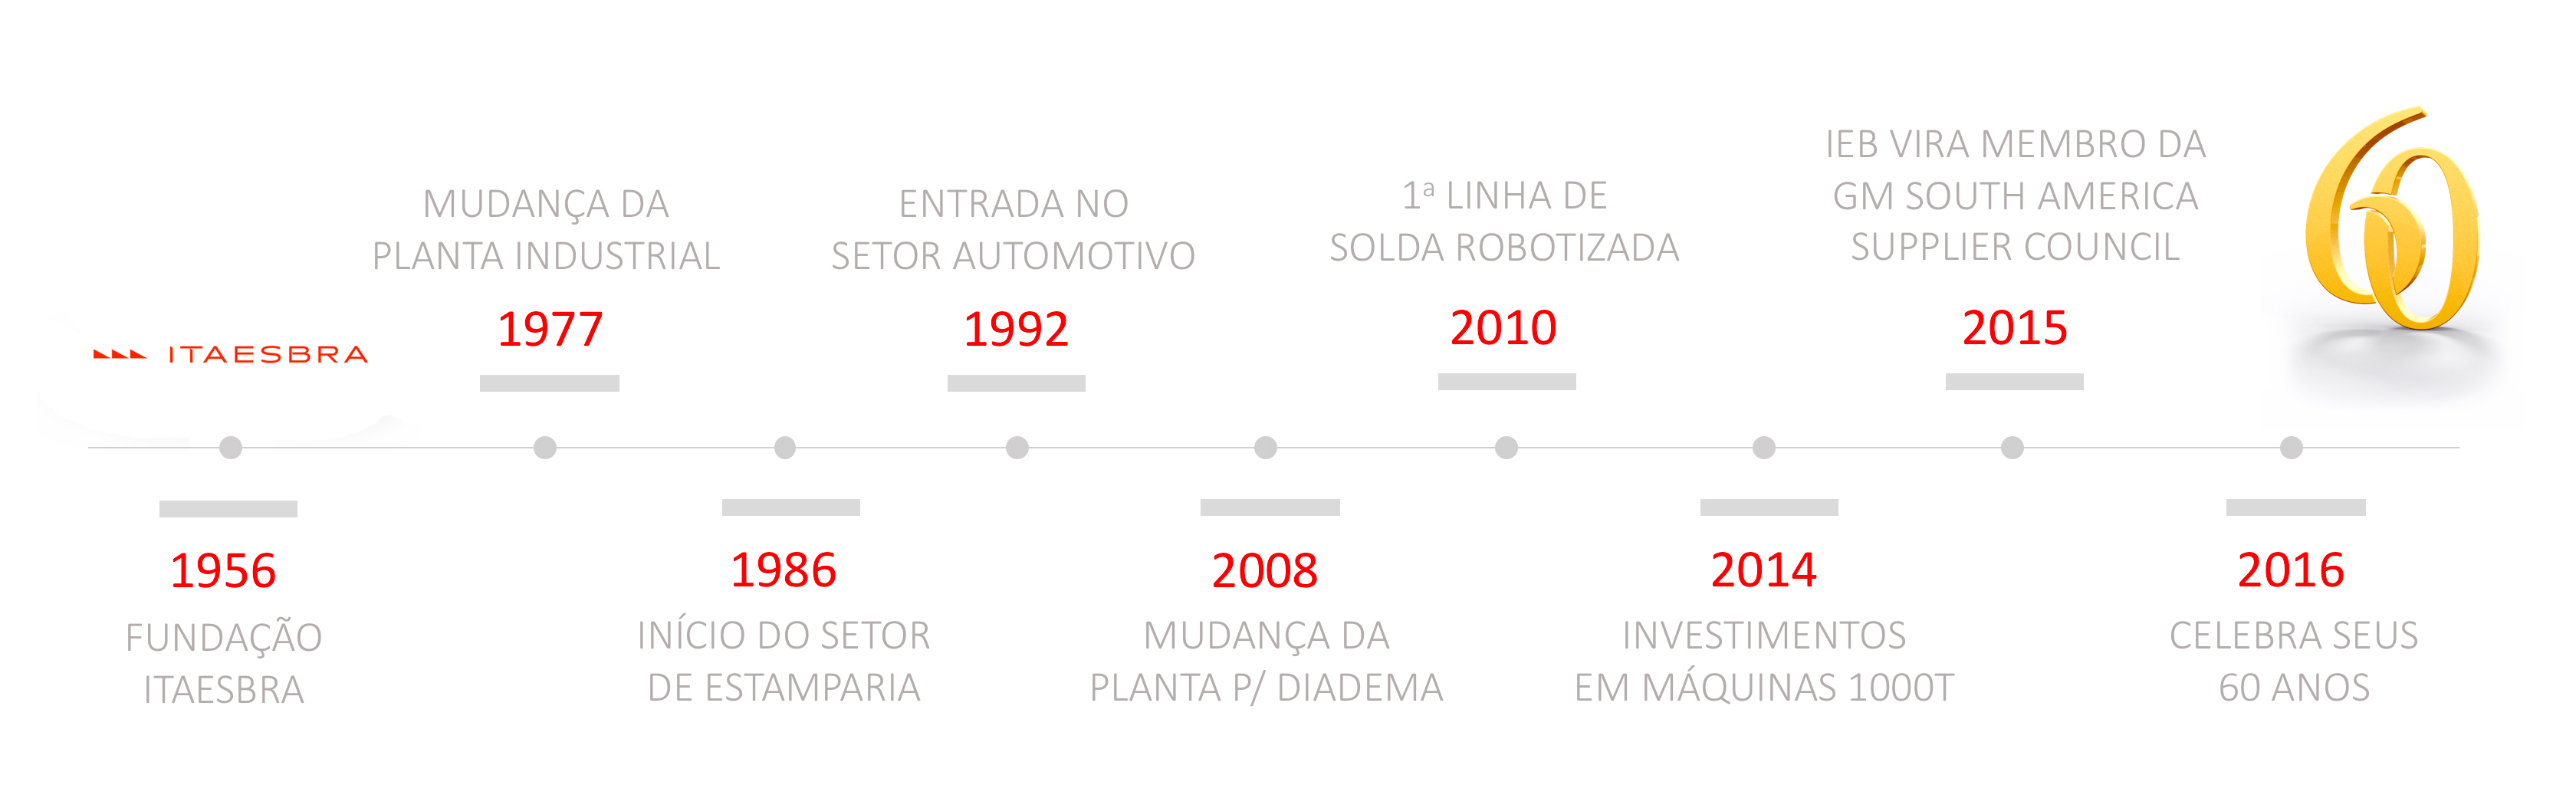 ITAESBRA
1956
FUNDAÇÃO
ITAESBRA
MUDANÇA DA
PLANTA INDUSTRIAL
1977
1986
INÍCIO DO SETOR
DE ESTAMPARIA
ENTRADA NO
SETOR AUTOMOTIVO
1992
2008
MUDANÇA DA
PLANTA P/ DIADEMA
1ª LINHA DE
SOLDA ROBOTIZADA
2010
2014
INVESTIMENTOS
EM MÁQUINAS 1000T
IEB VIRA MEMBRO DA
GM SOUTH AMERICA
SUPPLIER COUNCIL
2015
60
2016
CELEBRA SEUS
60 ANOS